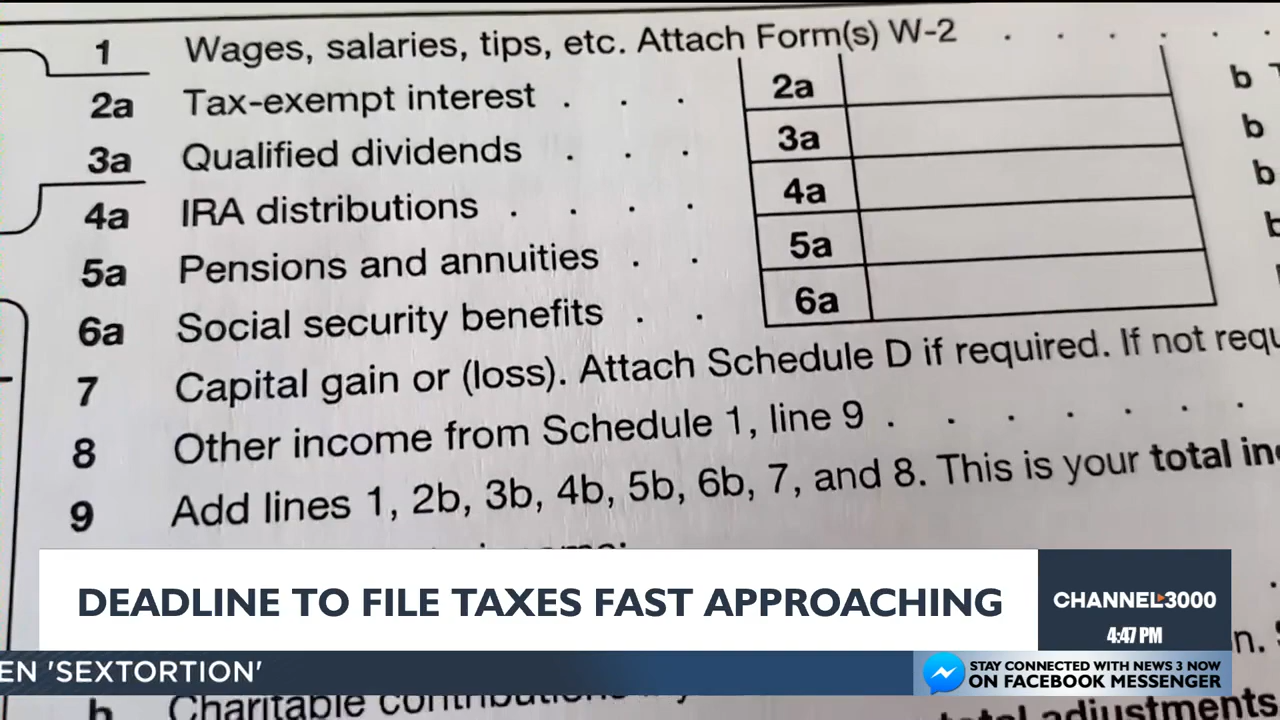 1 Wages, salaries, tips, etc. Attach Form(s) W-2 . . . . . .
2a Tax-exempt interest . . . 2a b
3a Qualified dividends . . . 3a b
4a IRA distributions . . . . 4a b
5a Pensions and annuities . . 5a b
6a Social security benefits . . 6a
7 Capital gain or (loss). Attach Schedule D if required. If not
8 Other income from Schedule 1, line 9 . . . . . . .
9 Add lines 1, 2b, 3b, 4b, 5b, 6b, 7, and 8. This is your total
DEADLINE TO FILE TAXES FAST APPROACHING
CHANNEL3000
4:47 PM
EN 'SEXTORTION'
STAY CONNECTED WITH NEWS 3 NOW
ON FACEBOOK MESSENGER
n.
b Charitable contributions
total adjustments